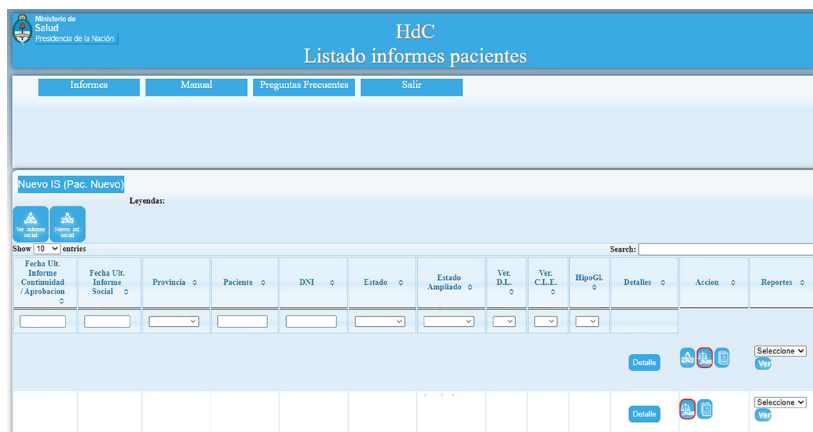 Ministerio de
Salud
Presidencia de la Nación
HdC
Listado informes pacientes
Informes Manual Preguntas Frecuentes Salir
Nuevo IS (Pac. Nuevo)
Leyendas:
Ver informe social
Nuevo inf. social
Show 10 entries Search:
Fecha Ult. Informe Continuidad / Aprobacion
Fecha Ult. Informe Social
Provincia
Paciente
DNI
Estado
Estado Ampliado
Ver. D.L.
Ver. C.L.E.
HipoGl.
Detalles
Accion
Reportes
Detalle Seleccione
Ver
Detalle Seleccione
Ver